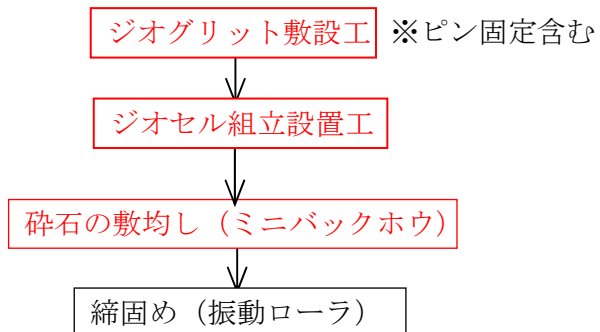 ジオグリット敷設工 ※ピン固定含む
ジオセル組立設置工
砕石の敷均し（ミニバックホウ）
締固め（振動ローラ）